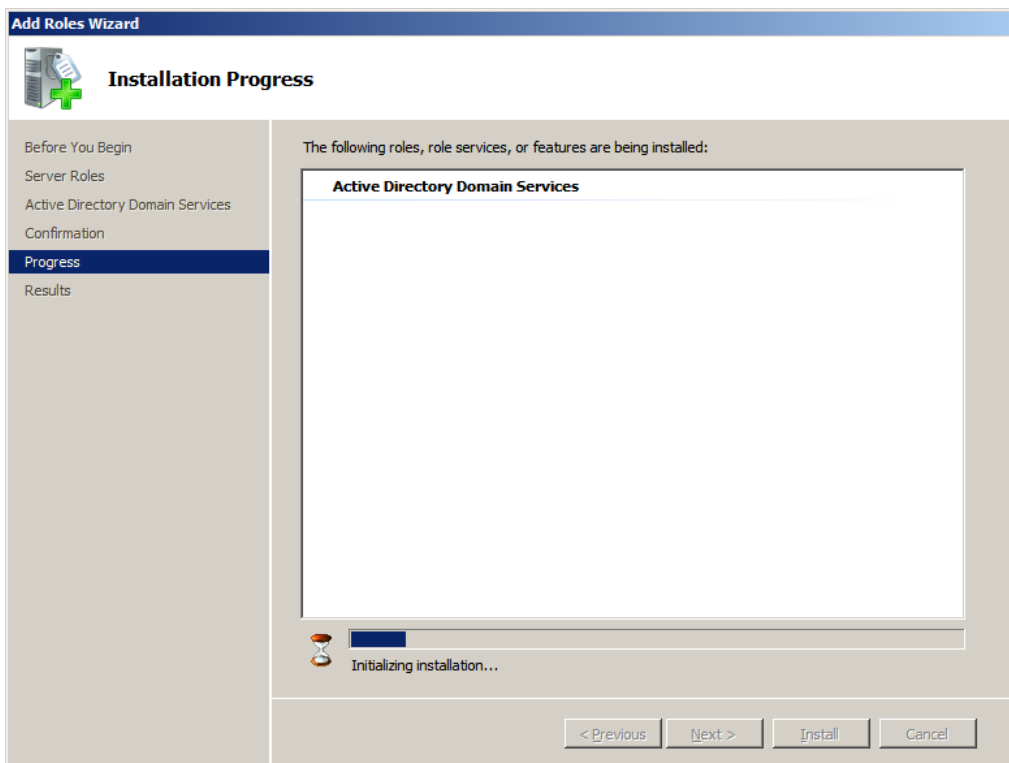 Add Roles Wizard
Installation Progress
Before You Begin
Server Roles
Active Directory Domain Services
Confirmation
Progress
Results
The following roles, role services, or features are being installed:
Active Directory Domain Services
Initializing installation...
< Previous Next > Install Cancel